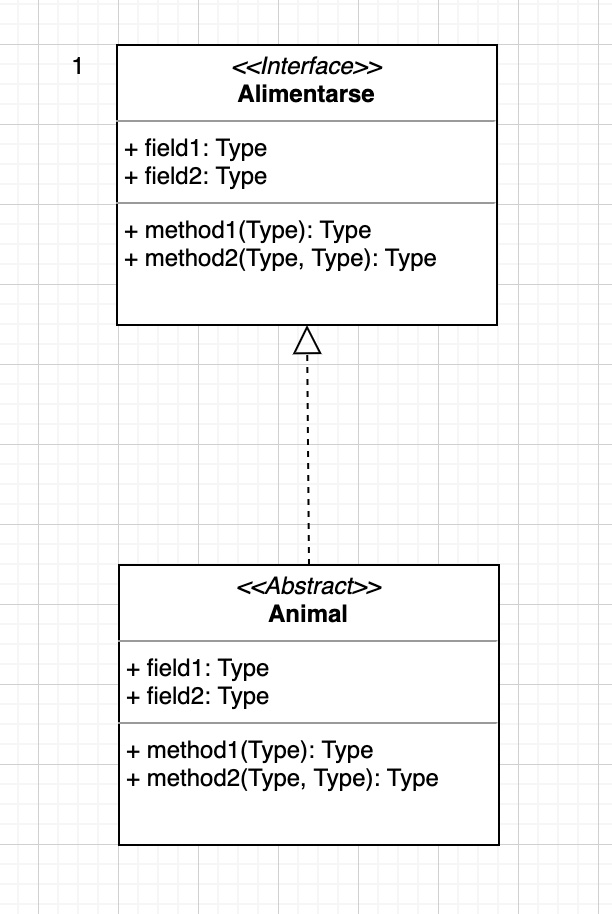 1
<<Interface>>
Alimentarse
+ field1: Type
+ field2: Type
+ method1(Type): Type
+ method2(Type, Type): Type
<<Abstract>>
Animal
+ field1: Type
+ field2: Type
+ method1(Type): Type
+ method2(Type, Type): Type